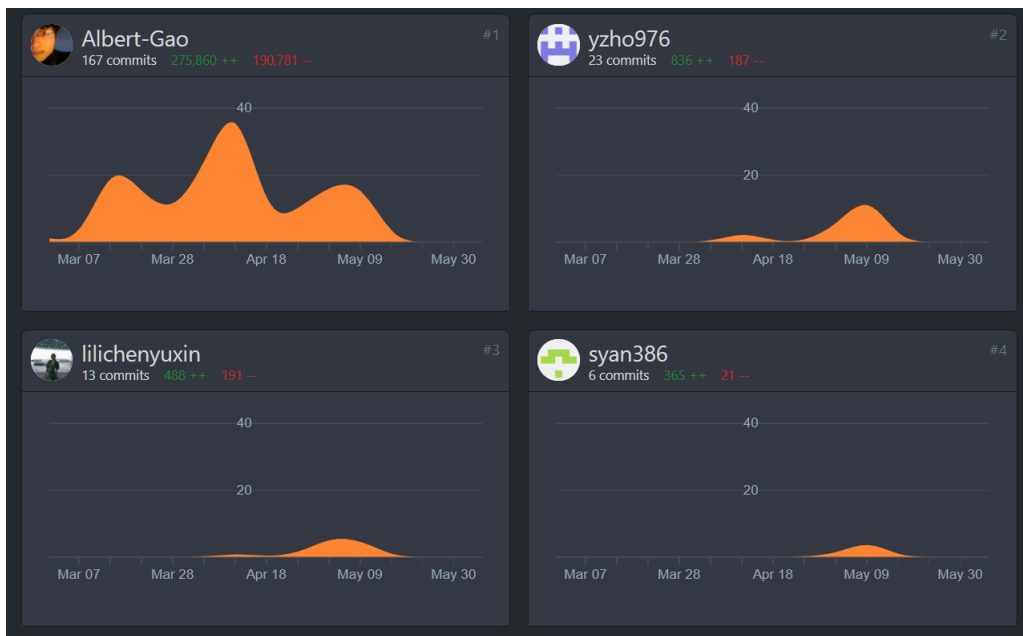 Albert-Gao #1
167 commits 275,860 ++ 190,781 --
40
Mar 07 Mar 28 Apr 18 May 09 May 30
yzho976 #2
23 commits 836 ++ 187 --
40
20
Mar 07 Mar 28 Apr 18 May 09 May 30
lilichenyuxin #3
13 commits 488 ++ 191 --
40
20
Mar 07 Mar 28 Apr 18 May 09 May 30
syan386 #4
6 commits 365 ++ 21 --
40
20
Mar 07 Mar 28 Apr 18 May 09 May 30